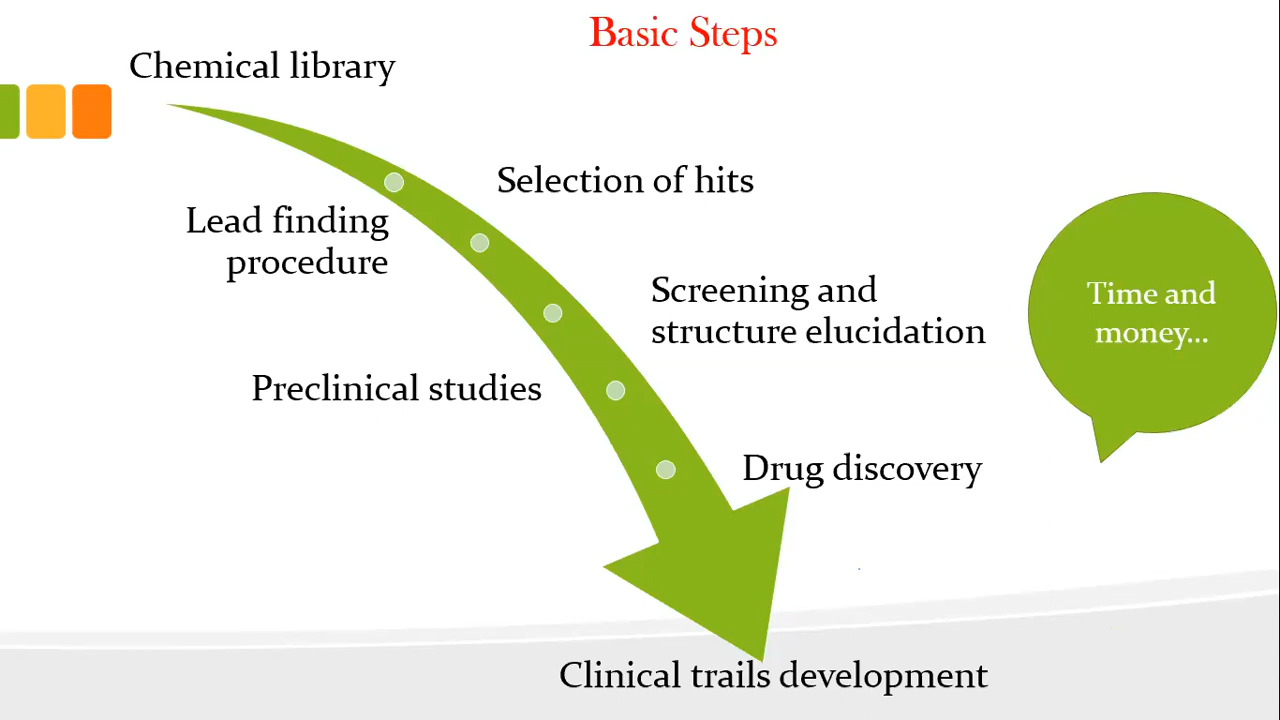 Basic Steps
Chemical library
Selection of hits
Lead finding
procedure
Screening and
structure elucidation
Time and
money...
Preclinical studies
Drug discovery
Clinical trails development